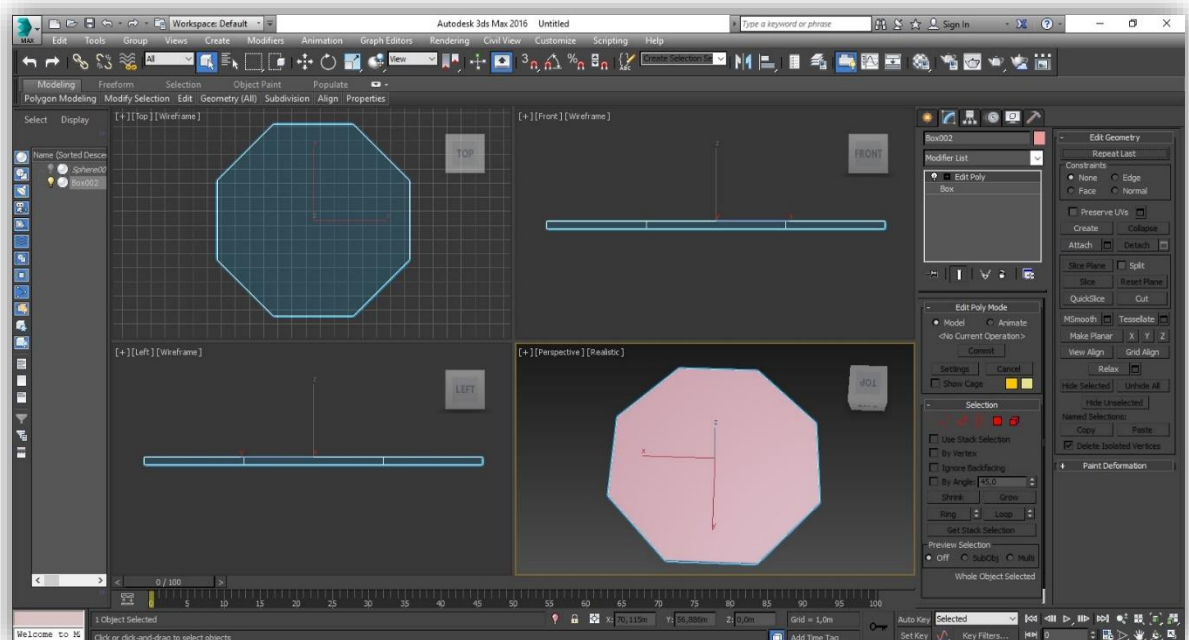 Workspace: Default
Autodesk 3ds Max 2016 Untitled
Type a keyword or phrase
Sign In
MAX
Edit Tools Group Views Create Modifiers Animation Graph Editors Rendering Civil View Customize Scripting Help
All
View
Create Selection Se
Modeling Freeform Selection Object Paint Populate
Polygon Modeling Modify Selection Edit Geometry (All) Subdivision Align Properties
Select Display
Name (Sorted Descen
Sphere00
Box002
[+] [Top] [Wireframe]
TOP
[+] [Front] [Wireframe]
FRONT
[+] [Left] [Wireframe]
LEFT
[+] [Perspective] [Realistic]
TOP
Box002
Modifier List
Edit Poly
Box
Edit Poly Mode
Model Animate
<No Current Operation>
Commit
Settings Cancel
Show Cage
Selection
Use Stack Selection
By Vertex
Ignore Backfacing
By Angle: 45,0
Shrink Grow
Ring Loop
Get Stack Selection
Preview Selection
Off SubObj Multi
Whole Object Selected
Edit Geometry
Repeat Last
Constraints
None Edge
Face Normal
Preserve UVs
Create Collapse
Attach Detach
Slice Plane Split
Slice Reset Plane
QuickSlice Cut
MSmooth Tessellate
Make Planar X Y Z
View Align Grid Align
Relax
Hide Selected Unhide All
Hide Unselected
Named Selections:
Copy Paste
Delete Isolated Vertices
Paint Deformation
0 / 100
0 5 10 15 20 25 30 35 40 45 50 55 60 65 70 75 80 85 90 95 100
1 Object Selected
X: 70,115m Y: 56,886m Z: 0,0m Grid = 1,0m
Auto Key Selected
Welcome to M
Click or click-and-drag to select objects
Add Time Tag
Set Key Key Filters...